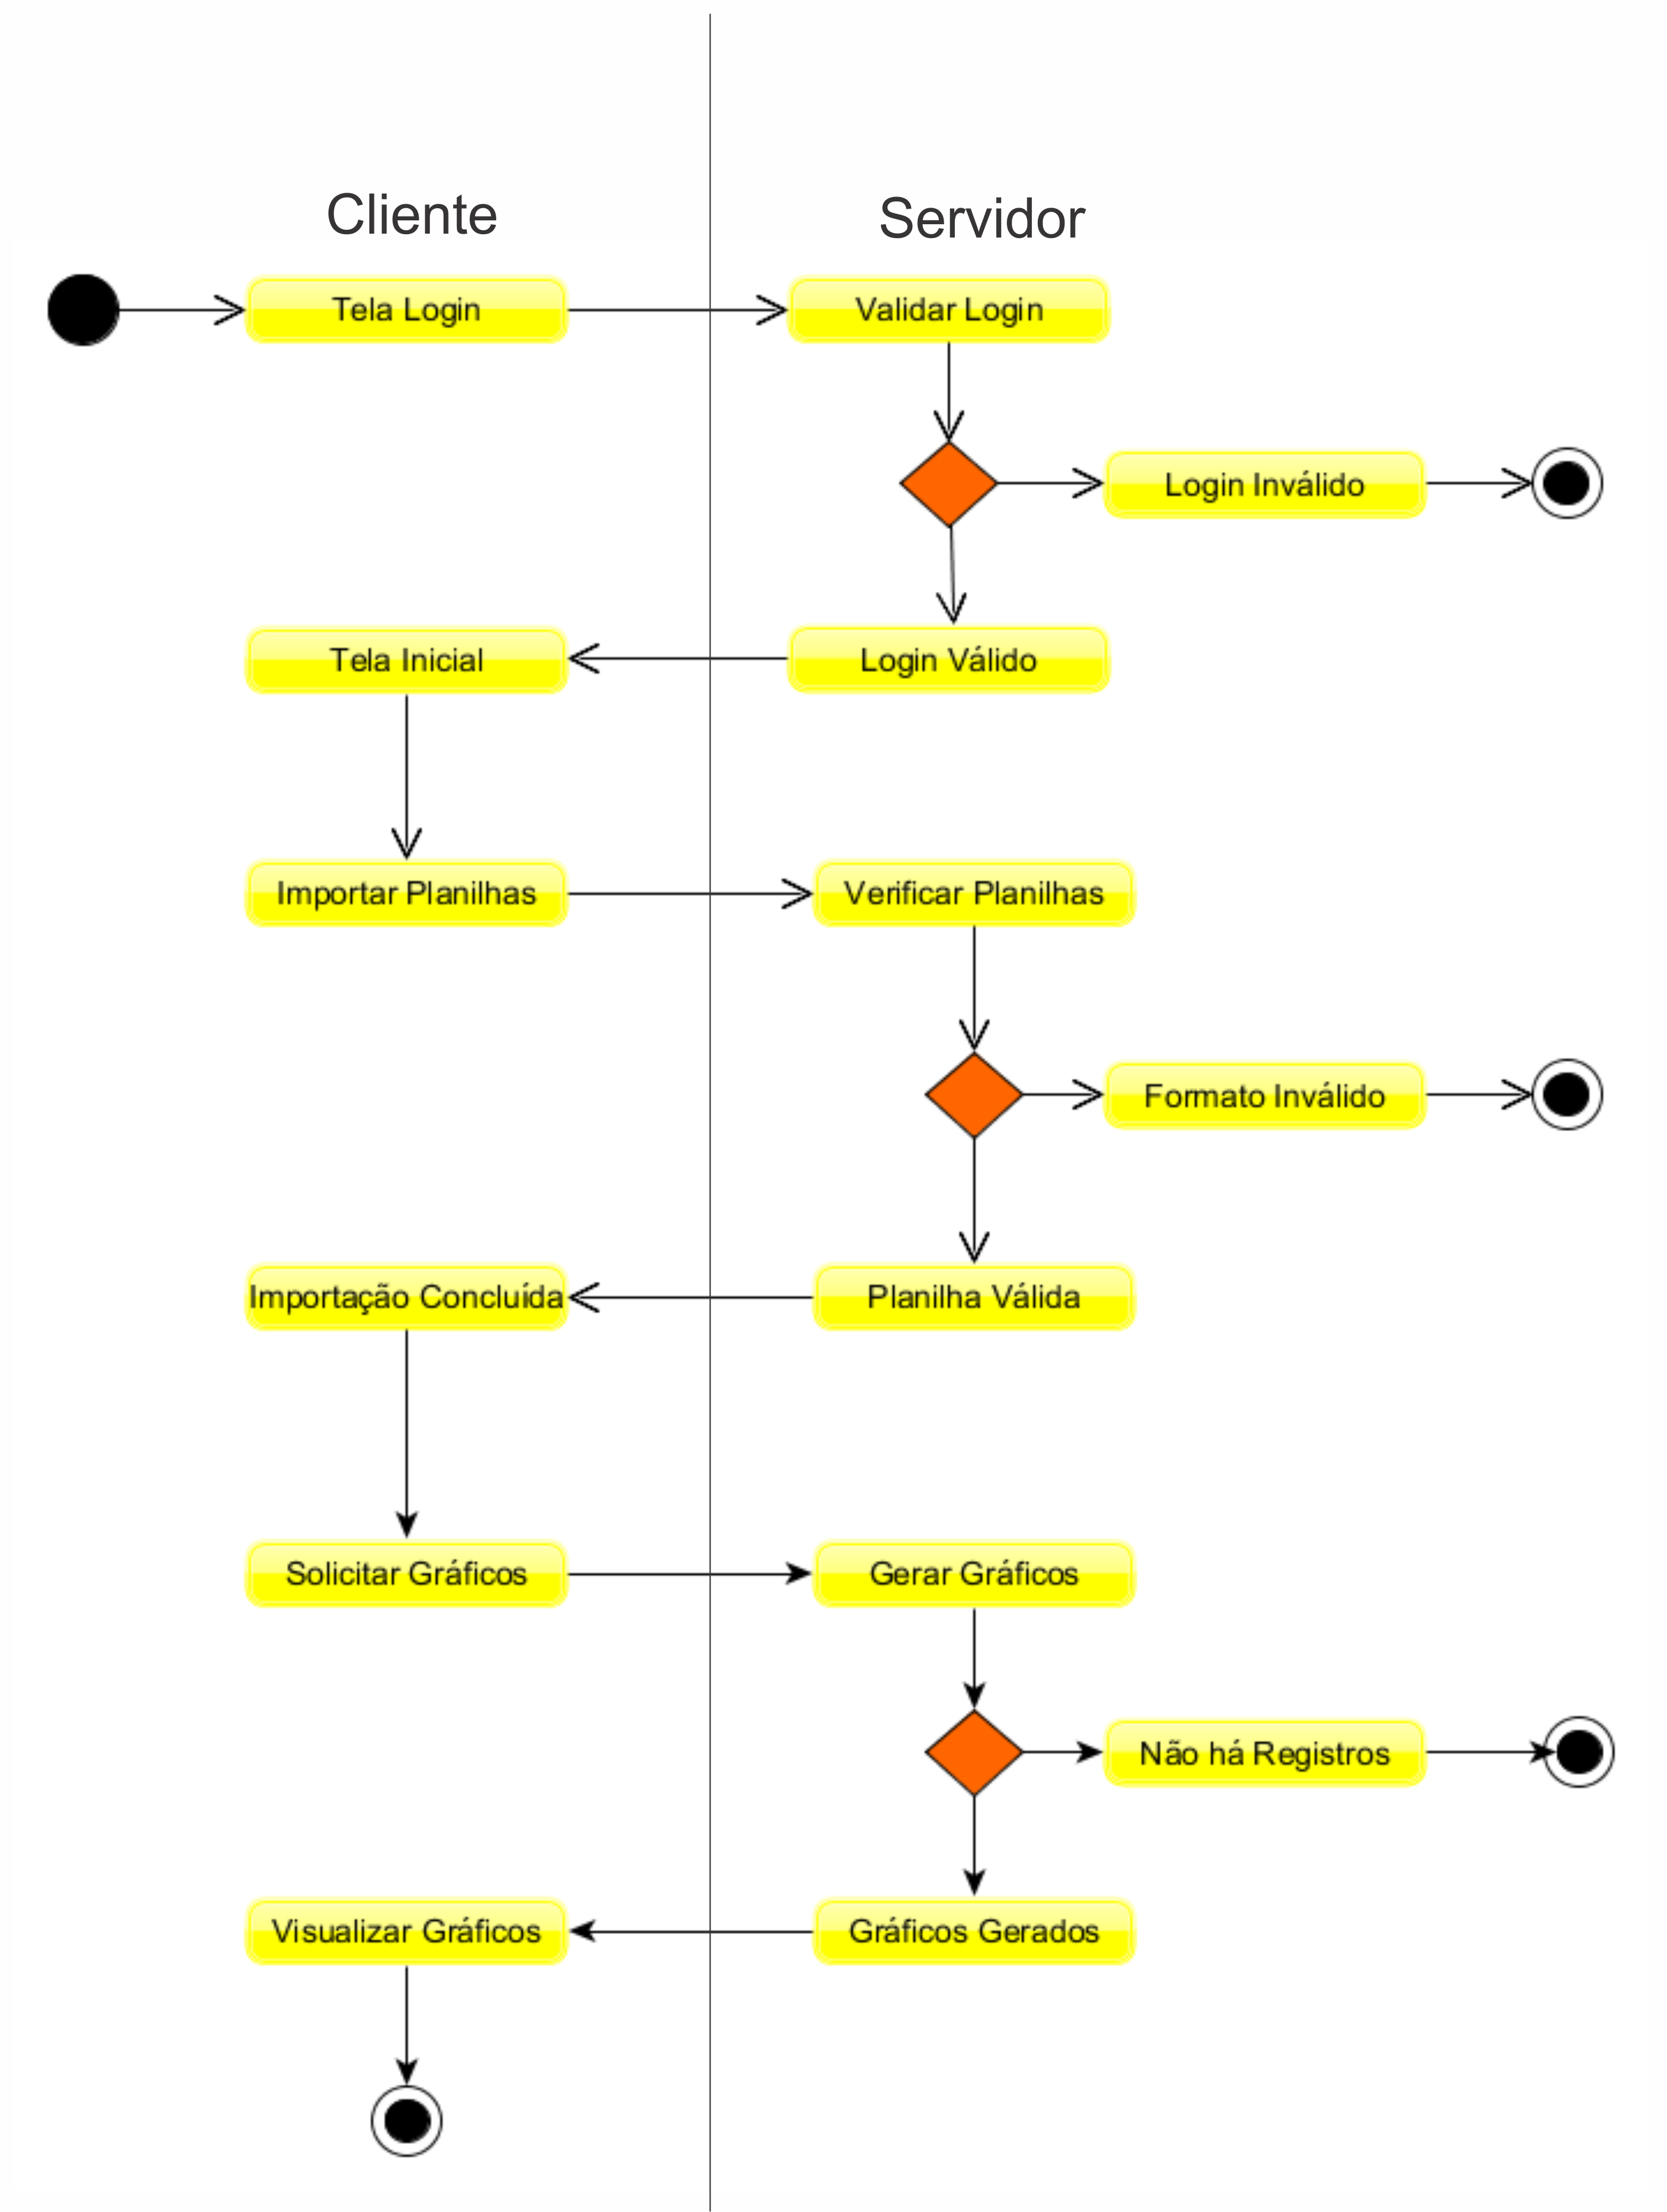 Cliente
Servidor
Tela Login
Validar Login
Login Inválido
Tela Inicial
Login Válido
Importar Planilhas
Verificar Planilhas
Formato Inválido
Importação Concluída
Planilha Válida
Solicitar Gráficos
Gerar Gráficos
Não há Registros
Visualizar Gráficos
Gráficos Gerados